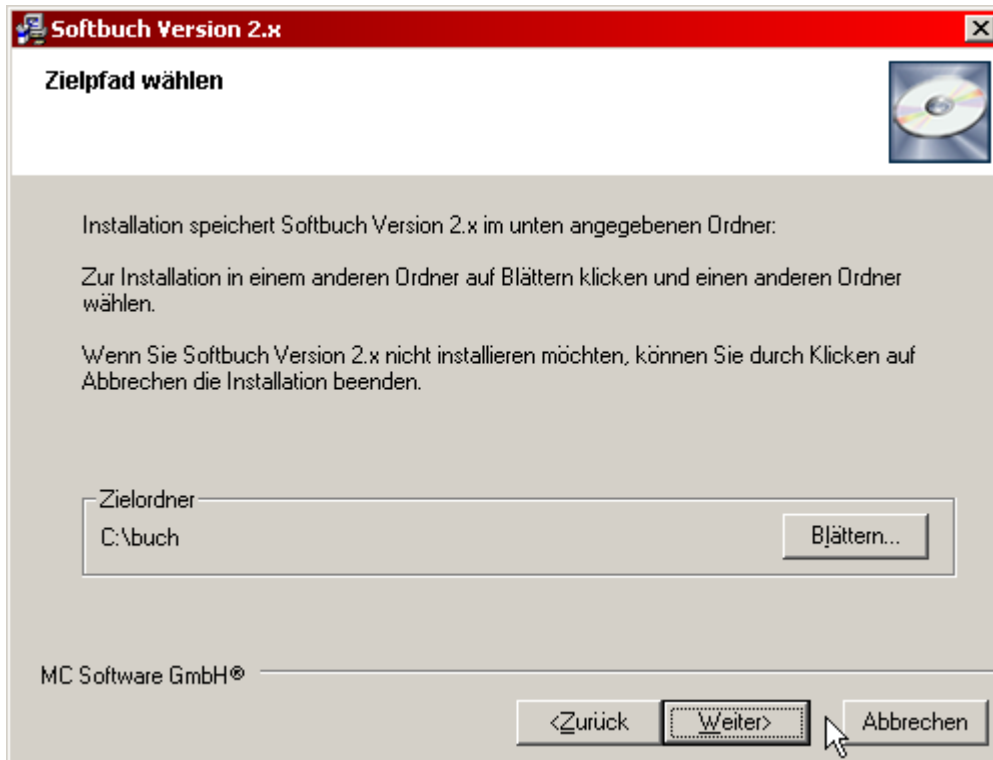 Softbuch Version 2.x
Zielpfad wählen
Installation speichert Softbuch Version 2.x im unten angegebenen Ordner:
Zur Installation in einem anderen Ordner auf Blättern klicken und einen anderen Ordner
wählen.
Wenn Sie Softbuch Version 2.x nicht installieren möchten, können Sie durch Klicken auf
Abbrechen die Installation beenden.
Zielordner
C:\buch
Blättern...
MC Software GmbH®
<Zurück
Weiter>
Abbrechen